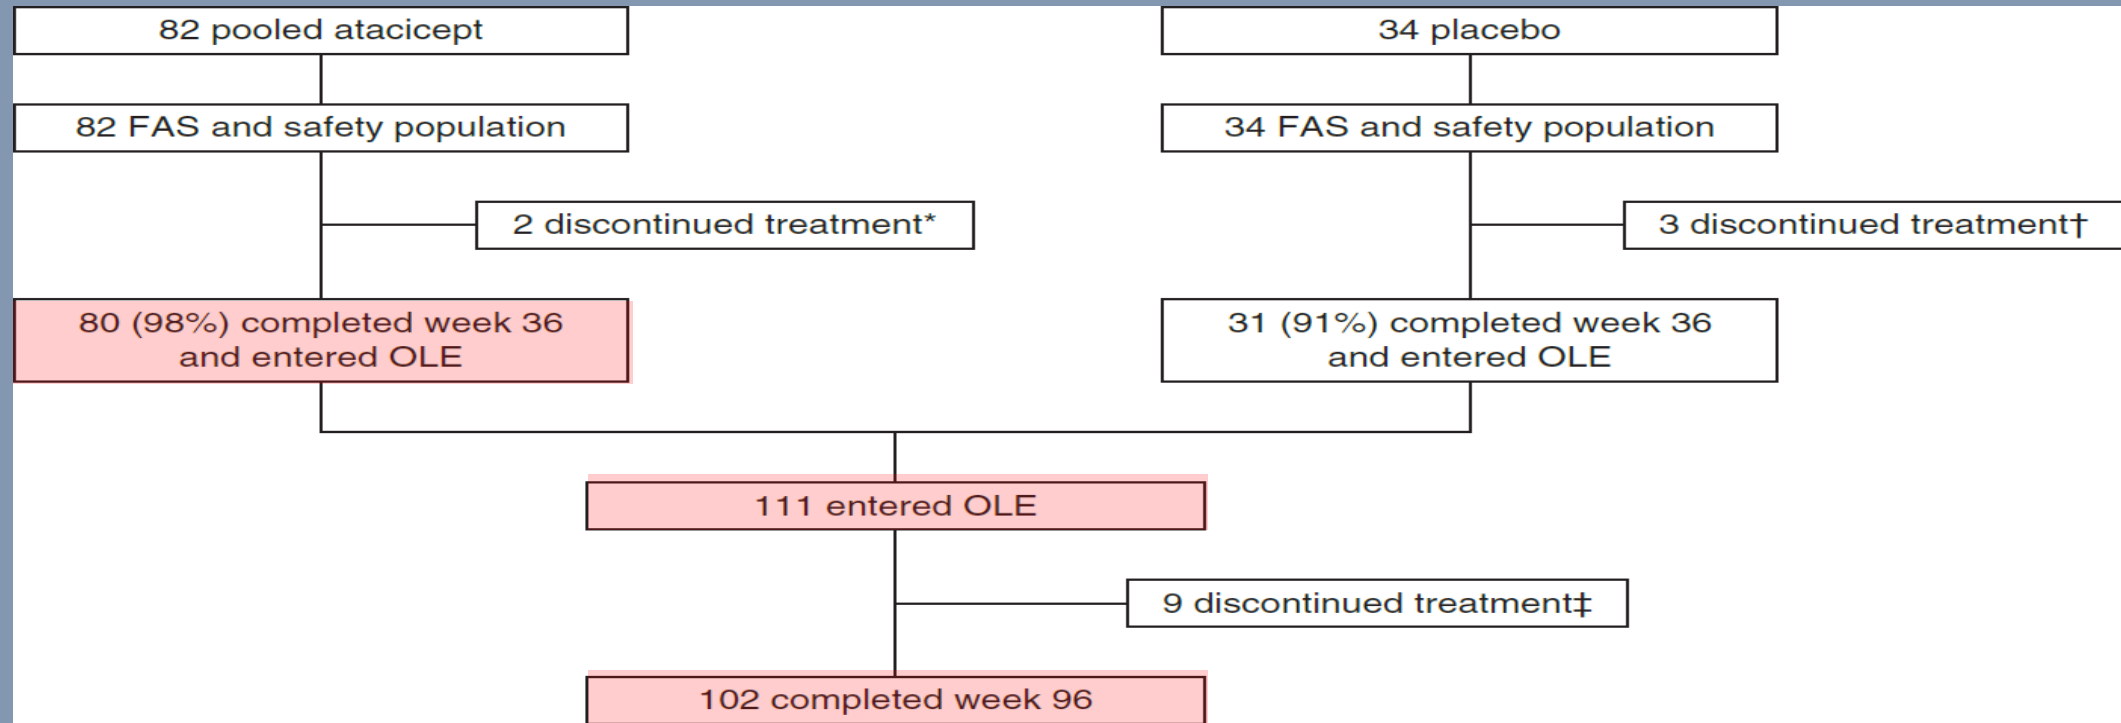 82 pooled atacicept
34 placebo
82 FAS and safety population
34 FAS and safety population
2 discontinued treatment*
3 discontinued treatment†
80 (98%) completed week 36
and entered OLE
31 (91%) completed week 36
and entered OLE
111 entered OLE
9 discontinued treatment‡
102 completed week 96